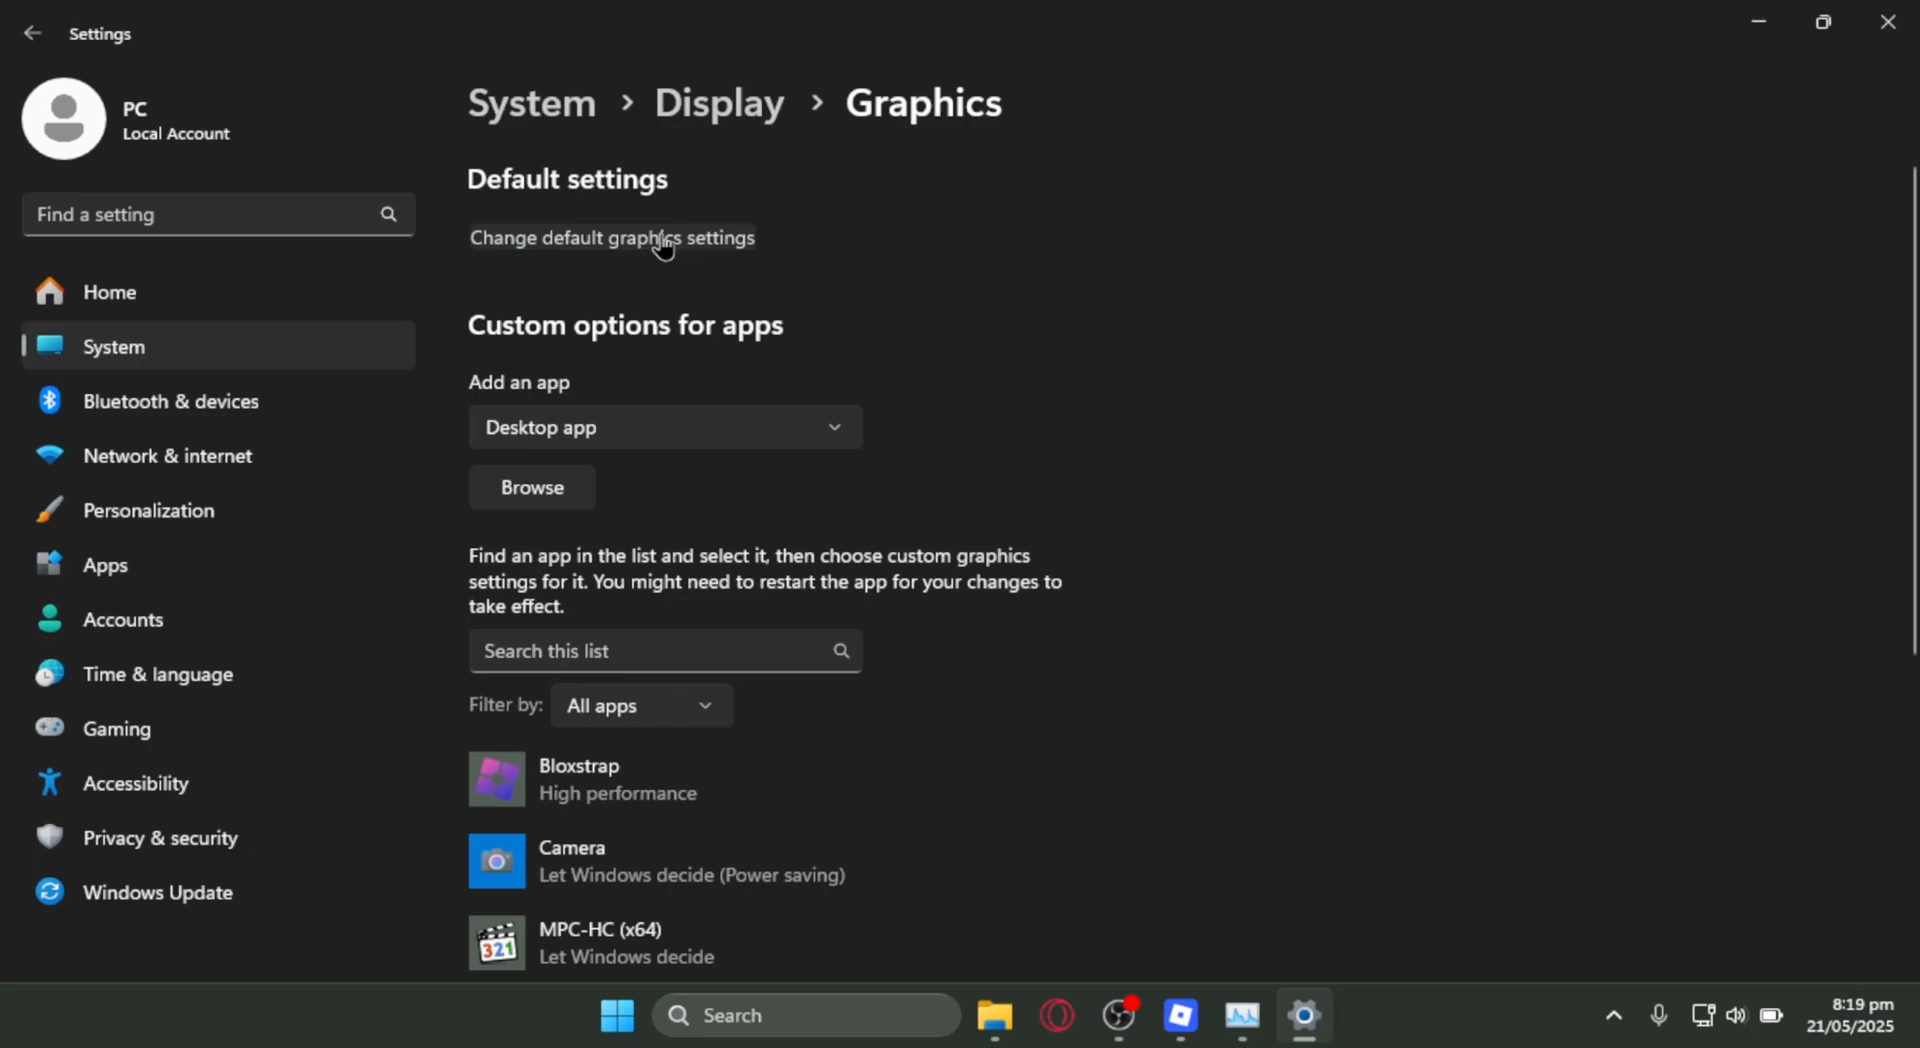 Settings
PC
Local Account
Find a setting
Home
System
Bluetooth & devices
Network & internet
Personalization
Apps
Accounts
Time & language
Gaming
Accessibility
Privacy & security
Windows Update
System > Display > Graphics
Default settings
Change default graphics settings
Custom options for apps
Add an app
Desktop app
Browse
Find an app in the list and select it, then choose custom graphics
settings for it. You might need to restart the app for your changes to
take effect.
Search this list
Filter by: All apps
Bloxstrap
High performance
Camera
Let Windows decide (Power saving)
321
MPC-HC (x64)
Let Windows decide
Search
8:19 pm
21/05/2025